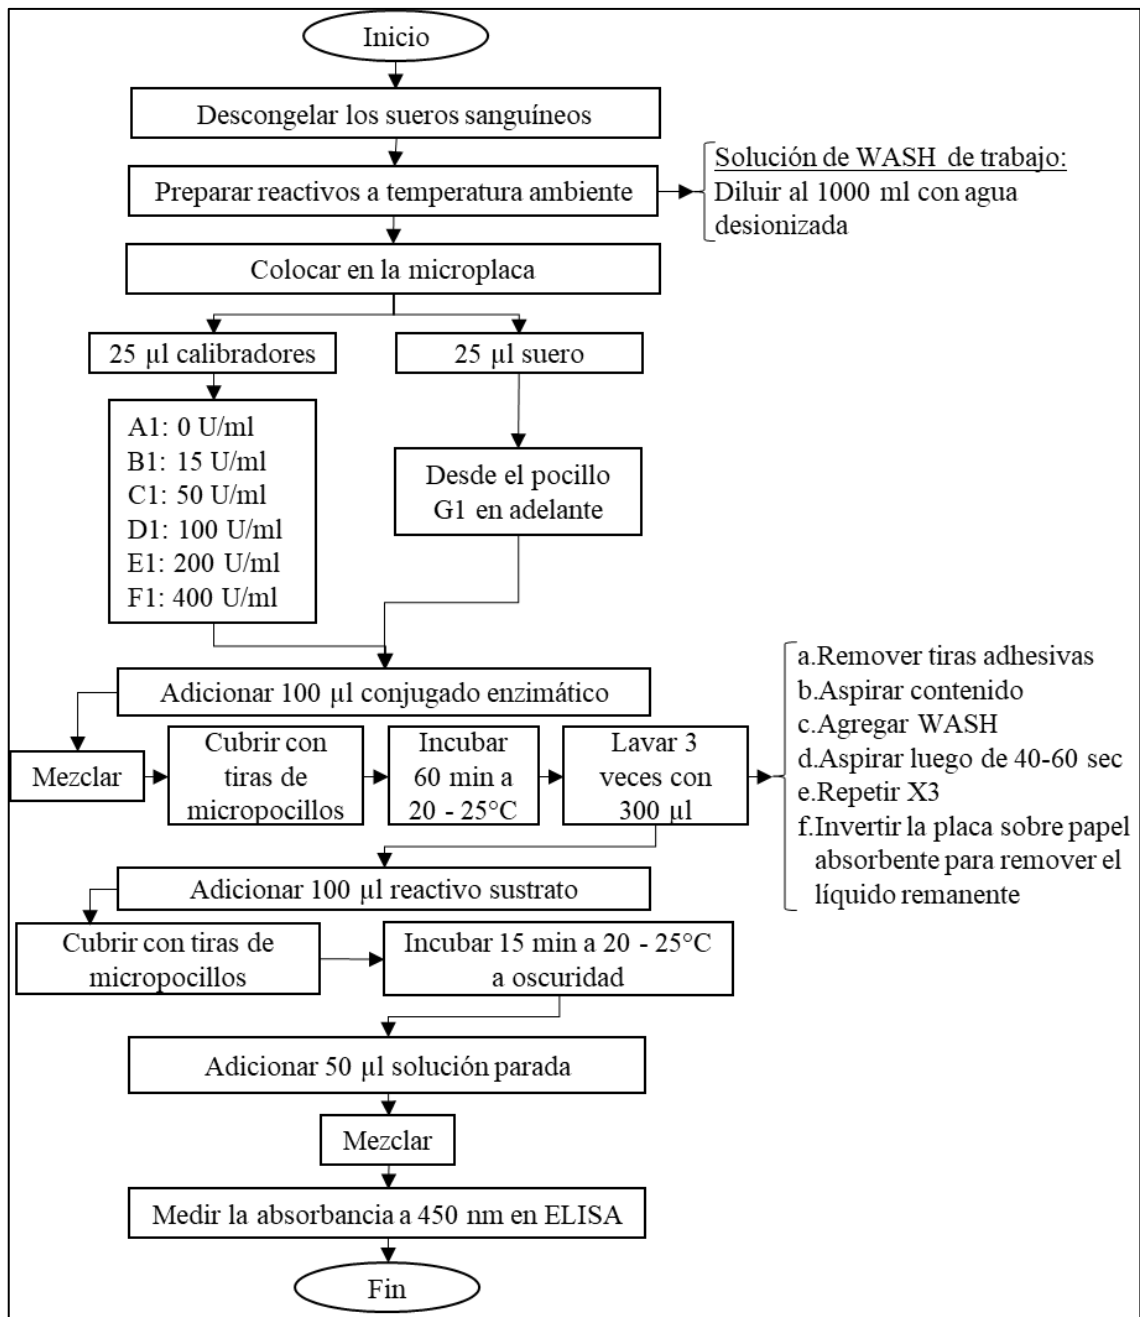 Inicio
Descongelar los sueros sanguíneos
Preparar reactivos a temperatura ambiente
Solución de WASH de trabajo:
Diluir al 1000 ml con agua
desionizada
Colocar en la microplaca
25 µl calibradores
25 µl suero
A1: 0 U/ml
B1: 15 U/ml
C1: 50 U/ml
D1: 100 U/ml
E1: 200 U/ml
F1: 400 U/ml
Desde el pocillo
G1 en adelante
Adicionar 100 µl conjugado enzimático
Mezclar
Cubrir con
tiras de
micropocillos
Incubar
60 min a
20 - 25°C
Lavar 3
veces con
300 µl
a.Remover tiras adhesivas
b.Aspirar contenido
c.Agregar WASH
d.Aspirar luego de 40-60 sec
e.Repetir X3
f.Invertir la placa sobre papel
absorbente para remover el
líquido remanente
Adicionar 100 µl reactivo sustrato
Cubrir con tiras de
micropocillos
Incubar 15 min a 20 - 25°C
a oscuridad
Adicionar 50 µl solución parada
Mezclar
Medir la absorbancia a 450 nm en ELISA
Fin